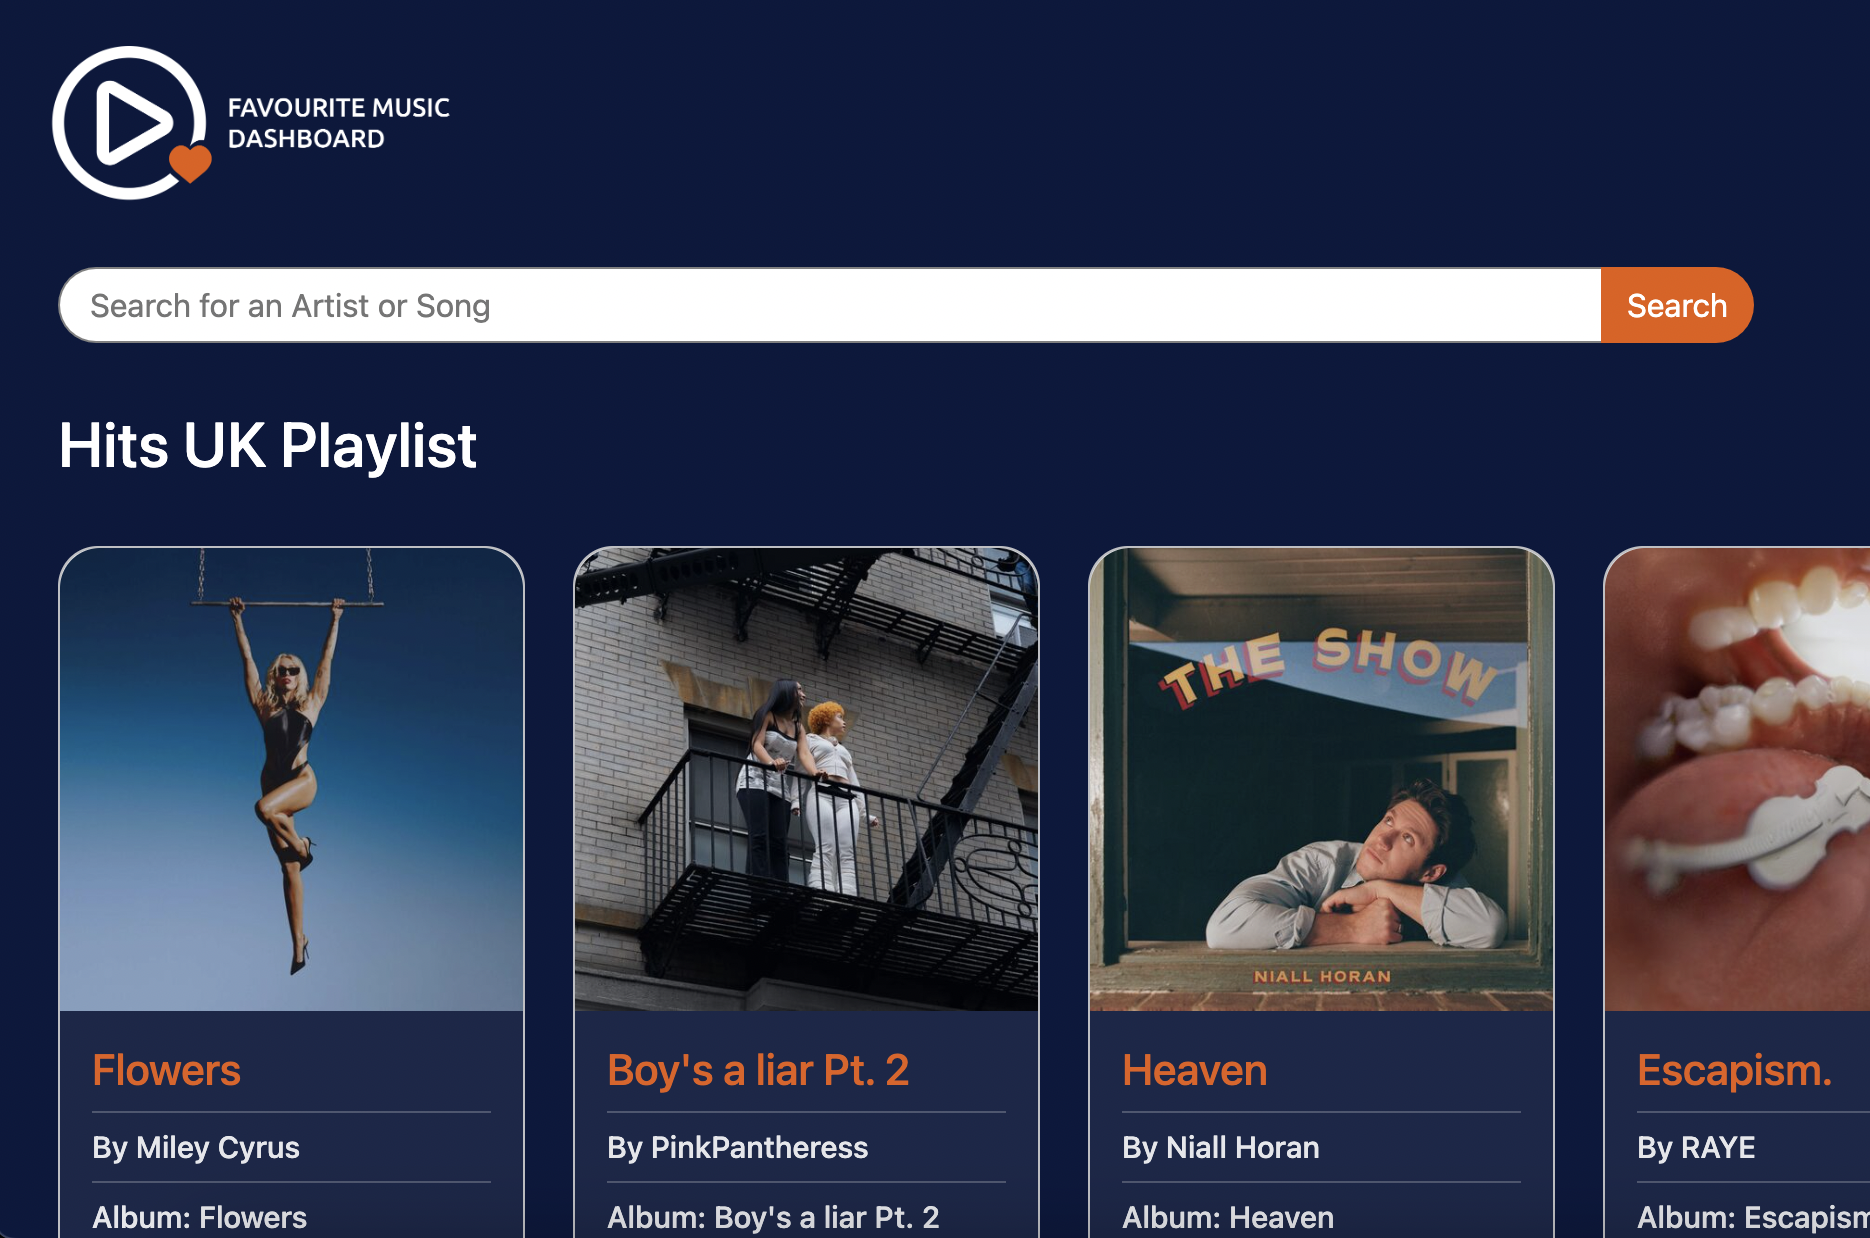 FAVOURITE MUSIC
DASHBOARD
Search for an Artist or Song
Search
Hits UK Playlist
THE SHOW
NIALL HORAN
Flowers
By Miley Cyrus
Album: Flowers
Boy's a liar Pt. 2
By PinkPantheress
Album: Boy's a liar Pt. 2
Heaven
By Niall Horan
Album: Heaven
Escapism.
By RAYE
Album: Escapism